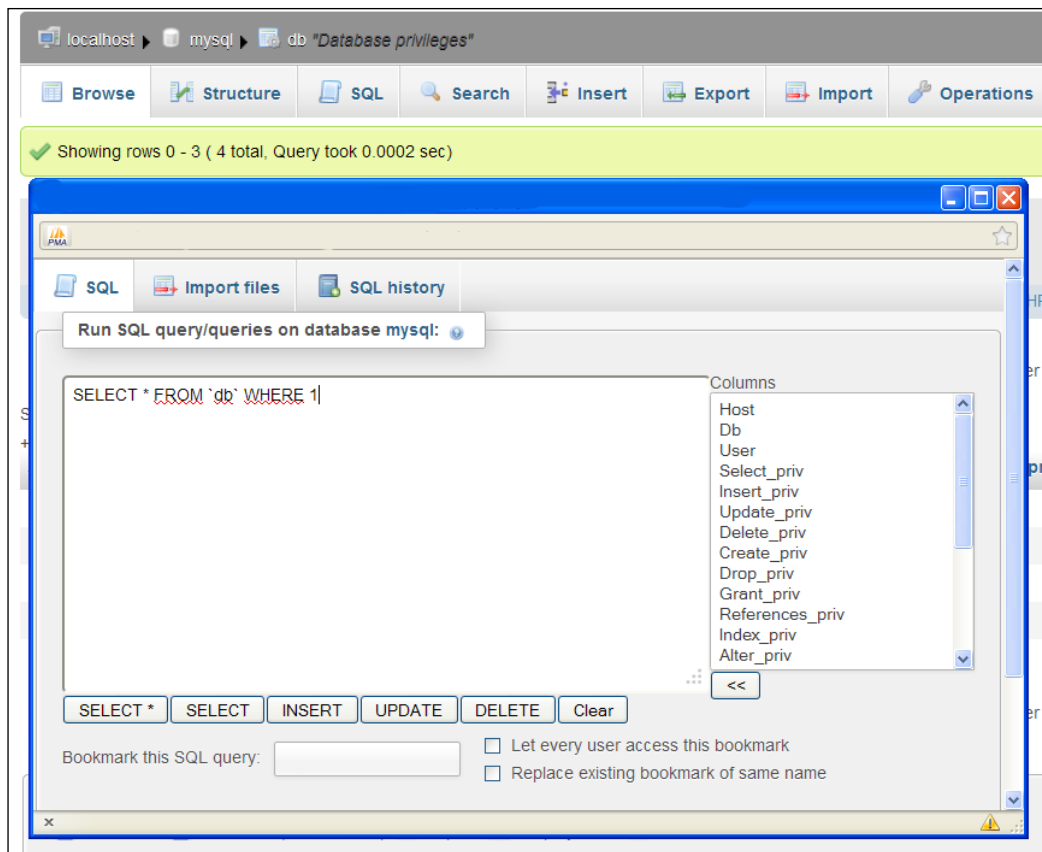 localhost ▸ mysql ▸ db "Database privileges"
Browse Structure SQL Search Insert Export Import Operations
Showing rows 0 - 3 ( 4 total, Query took 0.0002 sec)
PMA
SQL Import files SQL history
Run SQL query/queries on database mysql:
SELECT * FROM `db` WHERE 1
Columns
Host
Db
User
Select_priv
Insert_priv
Update_priv
Delete_priv
Create_priv
Drop_priv
Grant_priv
References_priv
Index_priv
Alter_priv
<<
SELECT * SELECT INSERT UPDATE DELETE Clear
Bookmark this SQL query:
Let every user access this bookmark
Replace existing bookmark of same name
x